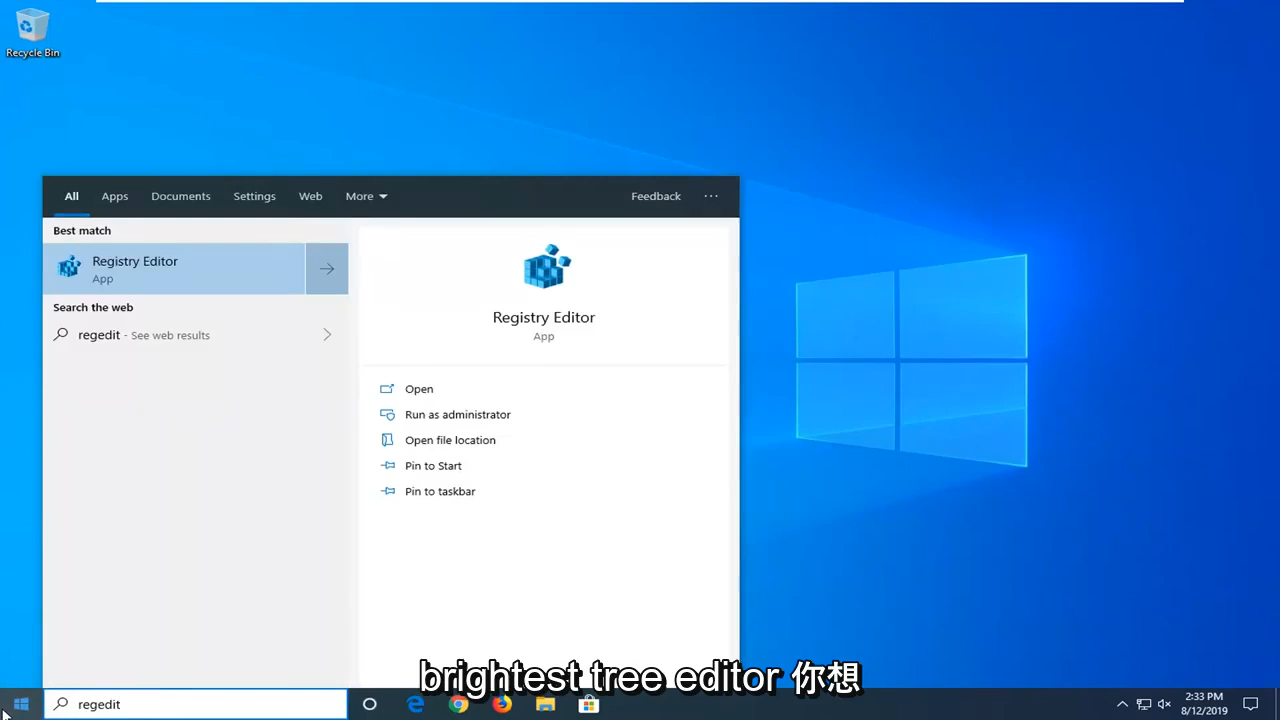 Recycle Bin
All Apps Documents Settings Web More Feedback ···
Best match
Registry Editor
App
Search the web
regedit - See web results
Registry Editor
App
Open
Run as administrator
Open file location
Pin to Start
Pin to taskbar
brightest tree editor 你想
regedit
2:33 PM
8/12/2019